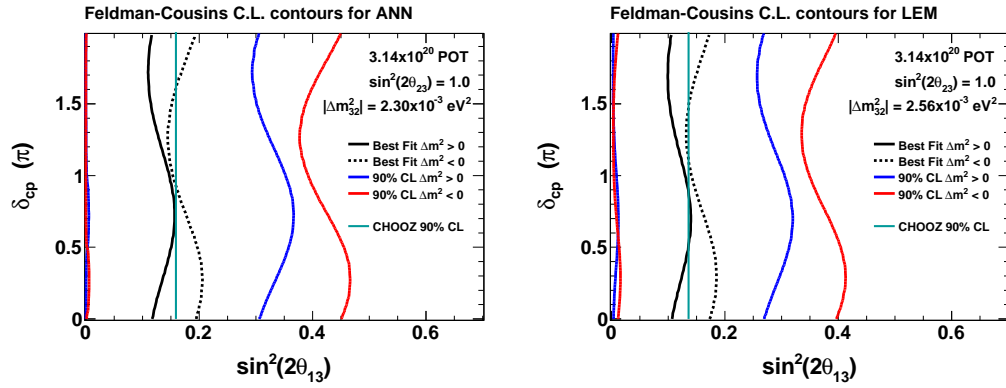 Feldman-Cousins C.L. contours for ANN
3.14x10²⁰ POT
sin²(2θ₂₃) = 1.0
|Δm²₃₂| = 2.30x10⁻³ eV²
Best Fit Δm² > 0
Best Fit Δm² < 0
90% CL Δm² > 0
90% CL Δm² < 0
CHOOZ 90% CL
δcp (π)
1.5
1
0.5
0
0
0.2
0.4
0.6
sin²(2θ₁₃)
Feldman-Cousins C.L. contours for LEM
3.14x10²⁰ POT
sin²(2θ₂₃) = 1.0
|Δm²₃₂| = 2.56x10⁻³ eV²
Best Fit Δm² > 0
Best Fit Δm² < 0
90% CL Δm² > 0
90% CL Δm² < 0
CHOOZ 90% CL
δcp (π)
1.5
1
0.5
0
0
0.2
0.4
0.6
sin²(2θ₁₃)